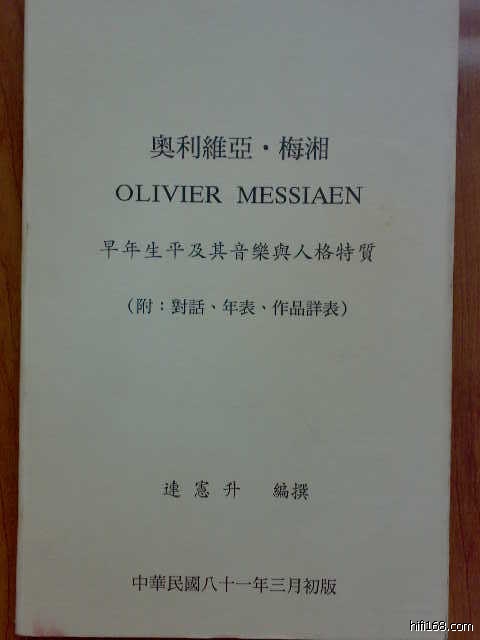 奧利維亞·梅湘
OLIVIER MESSIAEN
早年生平及其音樂與人格特質
（附：對話、年表、作品詳表）
連憲升 編撰
中華民國八十一年三月初版
hifi168.com